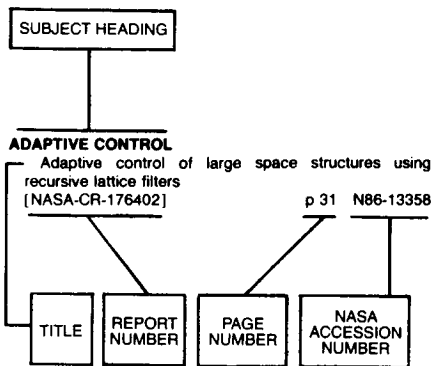 SUBJECT HEADING
ADAPTIVE CONTROL
Adaptive control of large space structures using
recursive lattice filters
[NASA-CR-176402] p 31 N86-13358
TITLE
REPORT
NUMBER
PAGE
NUMBER
NASA
ACCESSION
NUMBER